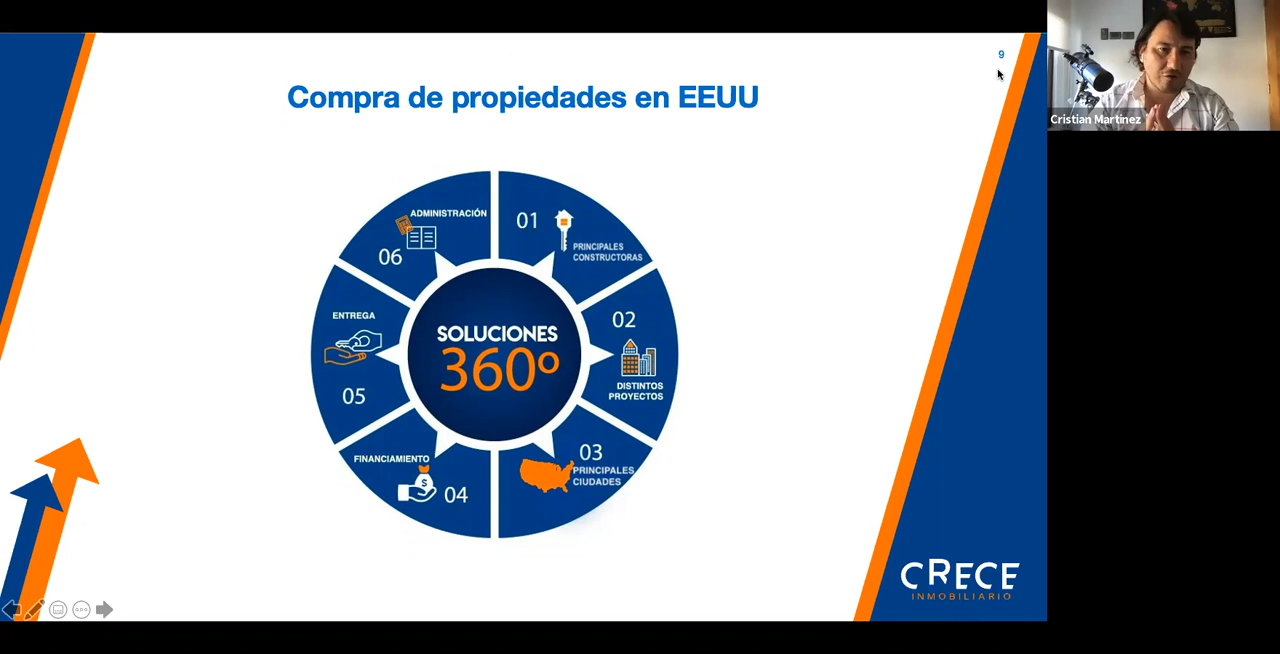 9
Compra de propiedades en EEUU
Cristian Martínez
01
PRINCIPALES
CONSTRUCTORAS
02
DISTINTOS
PROYECTOS
03
PRINCIPALES
CIUDADES
FINANCIAMIENTO
$
04
ENTREGA
05
ADMINISTRACIÓN
06
SOLUCIONES
360º
CRECE
INMOBILIARIO